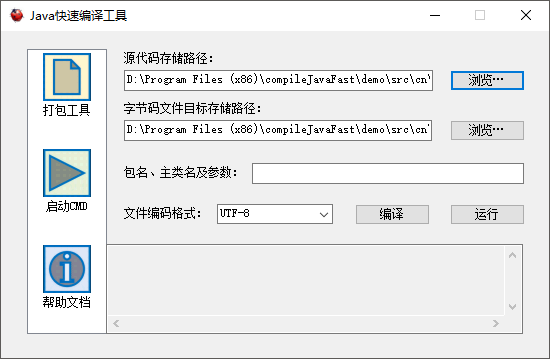 Java快速编译工具
源代码存储路径：
D:\Program Files (x86)\compileJavaFast\demo\src\cn\
浏览…
打包工具
字节码文件目标存储路径：
D:\Program Files (x86)\compileJavaFast\demo\src\cn\
浏览…
包名、主类名及参数：
启动CMD
文件编码格式：
UTF-8
编译
运行
帮助文档